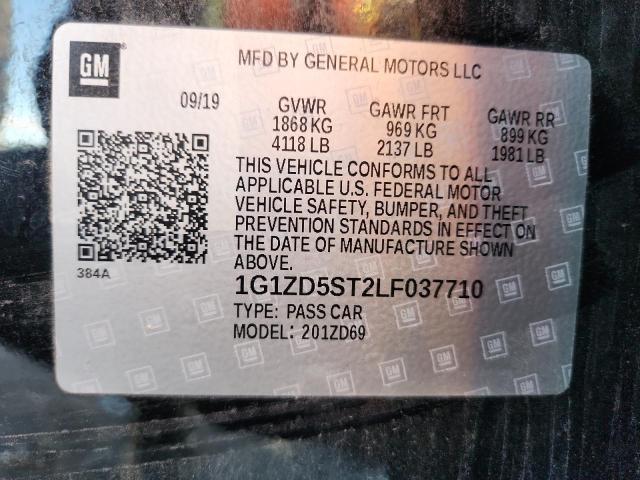 GM
MFD BY GENERAL MOTORS LLC
09/19
GVWR GAWR FRT GAWR RR
1868 KG 969 KG 899 KG
4118 LB 2137 LB 1981 LB
THIS VEHICLE CONFORMS TO ALL
APPLICABLE U.S. FEDERAL MOTOR
VEHICLE SAFETY, BUMPER, AND THEFT
PREVENTION STANDARDS IN EFFECT ON
THE DATE OF MANUFACTURE SHOWN
ABOVE.
384A
1G1ZD5ST2LF037710
TYPE: PASS CAR
MODEL: 201ZD69